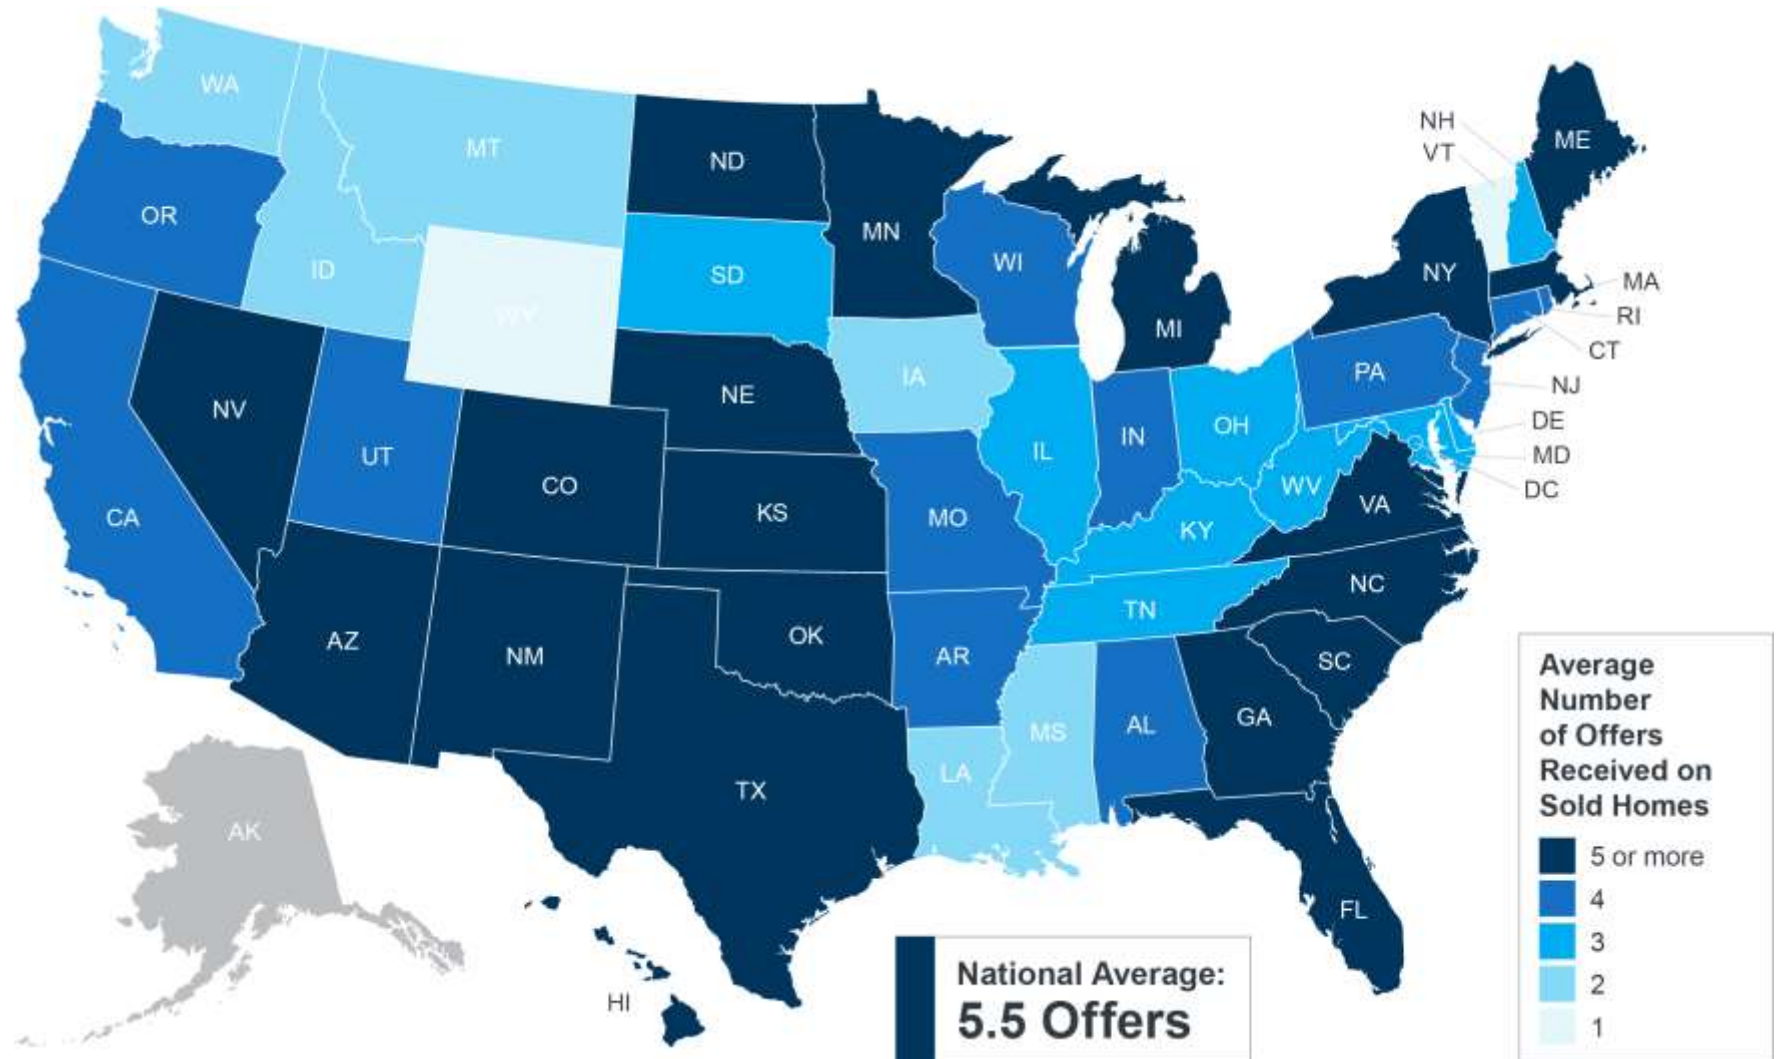 WA
MT
ND
MN
NH
VT
ME
OR
ID
WY
SD
WI
MI
NY
MA
RI
CT
NJ
DE
MD
DC
NV
UT
CO
NE
IA
IL
IN
OH
PA
WV
VA
KY
CA
KS
MO
TN
NC
AZ
NM
OK
AR
MS
AL
GA
SC
TX
LA
FL
AK
HI
National Average:
5.5 Offers
Average
Number
of Offers
Received on
Sold Homes
5 or more
4
3
2
1